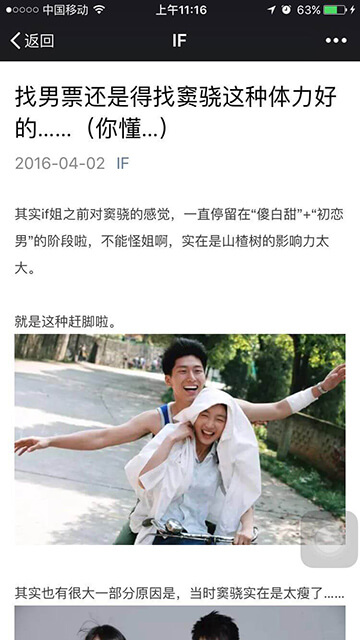 中国移动 上午11:16 63%
返回 IF
找男票还是得找窦骁这种体力好
的......（你懂...）
2016-04-02 IF
其实if姐之前对窦骁的感觉，一直停留在“傻白甜”+“初恋
男”的阶段啦，不能怪姐啊，实在是山楂树的影响力太
大。
就是这种赶脚啦。
其实也有很大一部分原因是，当时窦骁实在是太瘦了......